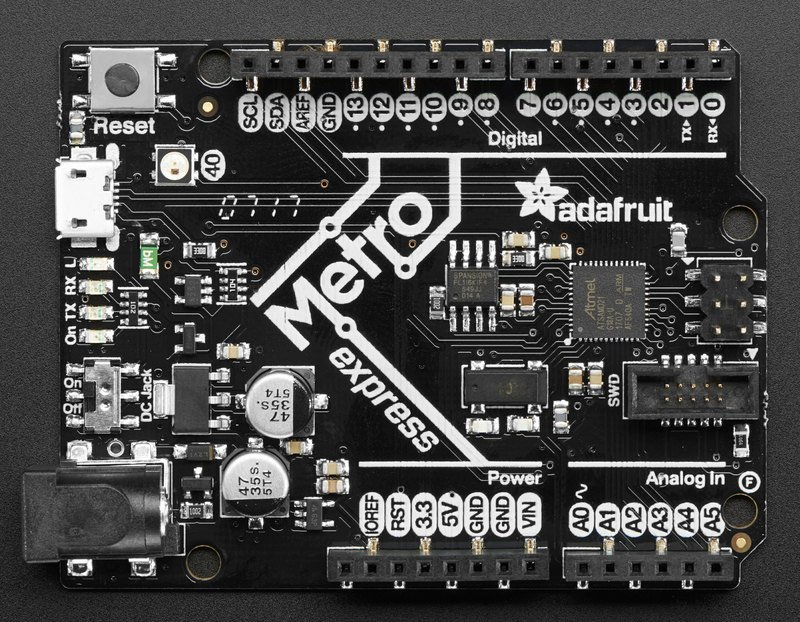 Reset
SCL SDA AREF GND 13 12 11 10 9 8 7 6 5 4 3 2 1 0
TX▶ RX◀
Digital
40
0717
Metro
express
adafruit
L
RX
TX
On
SPANSION
Atmel
ATSAMD21
DC Jack
On
SWD
47
35s.
5T4
47
35s.
5T4
Power
Analog In
F
IOREF RST 3.3 5V GND GND VIN
A0 A1 A2 A3 A4 A5